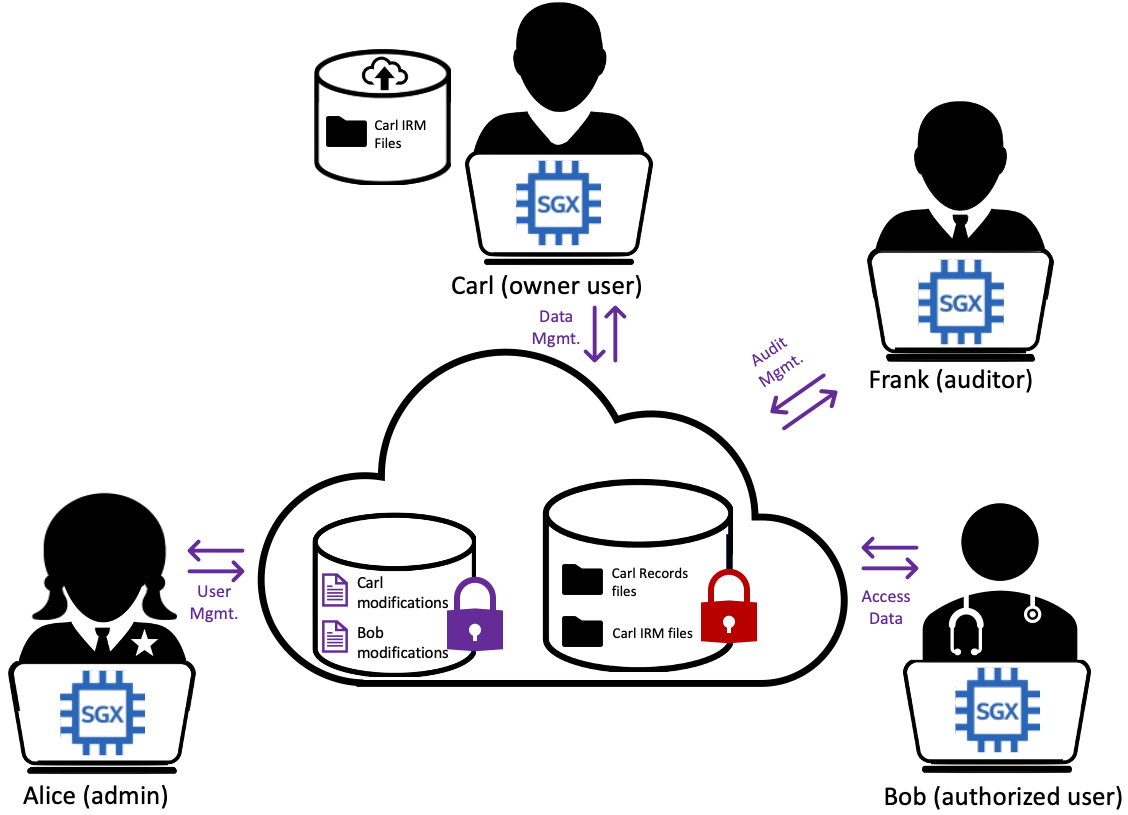 Carl IRM
Files
SGX
Carl (owner user)
SGX
Frank (auditor)
Data
Mgmt.
Audit
Mgmt.
Carl
modifications
Bob
modifications
Carl Records
files
Carl IRM files
User
Mgmt.
Access
Data
SGX
Alice (admin)
SGX
Bob (authorized user)